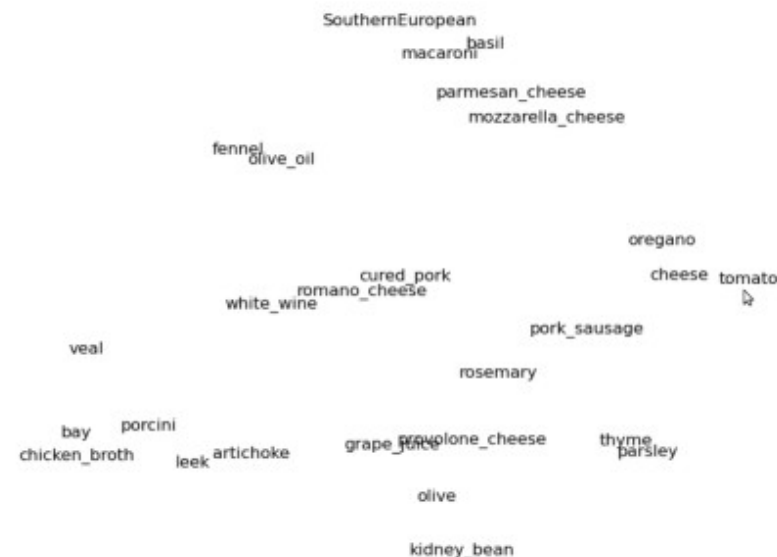 SouthernEuropean
basil
macaroni
parmesan_cheese
mozzarella_cheese
fennel
olive_oil
oregano
cured_pork
cheese
tomato
romano_cheese
white_wine
pork_sausage
veal
rosemary
porcini
bay
grape_juice
provolone_cheese
thyme
parsley
artichoke
chicken_broth
leek
olive
kidney_bean